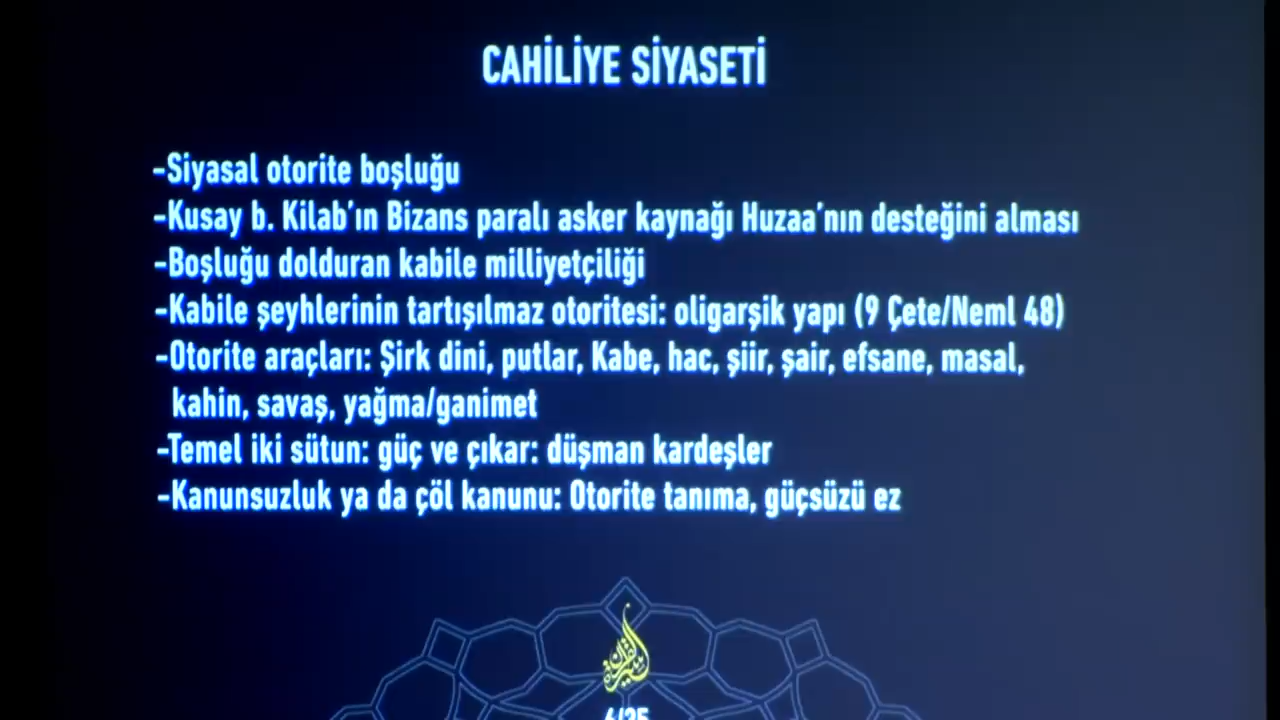 CAHİLİYE SİYASETİ
-Siyasal otorite boşluğu
-Kusay b. Kilab'ın Bizans paralı asker kaynağı Huzaa'nın desteğini alması
-Boşluğu dolduran kabile milliyetçiliği
-Kabile şeyhlerinin tartışılmaz otoritesi: oligarşik yapı (9 Çete/Neml 48)
-Otorite araçları: Şirk dini, putlar, Kabe, hac, şiir, şair, efsane, masal,
kahin, savaş, yağma/ganimet
-Temel iki sütun: güç ve çıkar: düşman kardeşler
-Kanunsuzluk ya da çöl kanunu: Otorite tanıma, güçsüzü ez